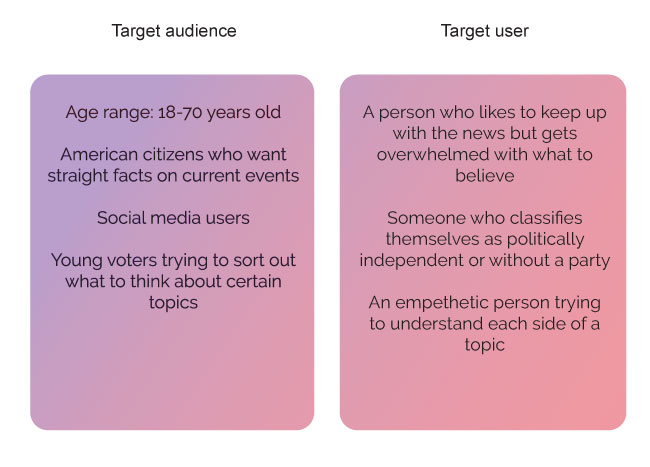 Target audience
Age range: 18-70 years old
American citizens who want
straight facts on current events
Social media users
Young voters trying to sort out
what to think about certain
topics
Target user
A person who likes to keep up
with the news but gets
overwhelmed with what to
believe
Someone who classifies
themselves as politically
independent or without a party
An empethetic person trying
to understand each side of a
topic